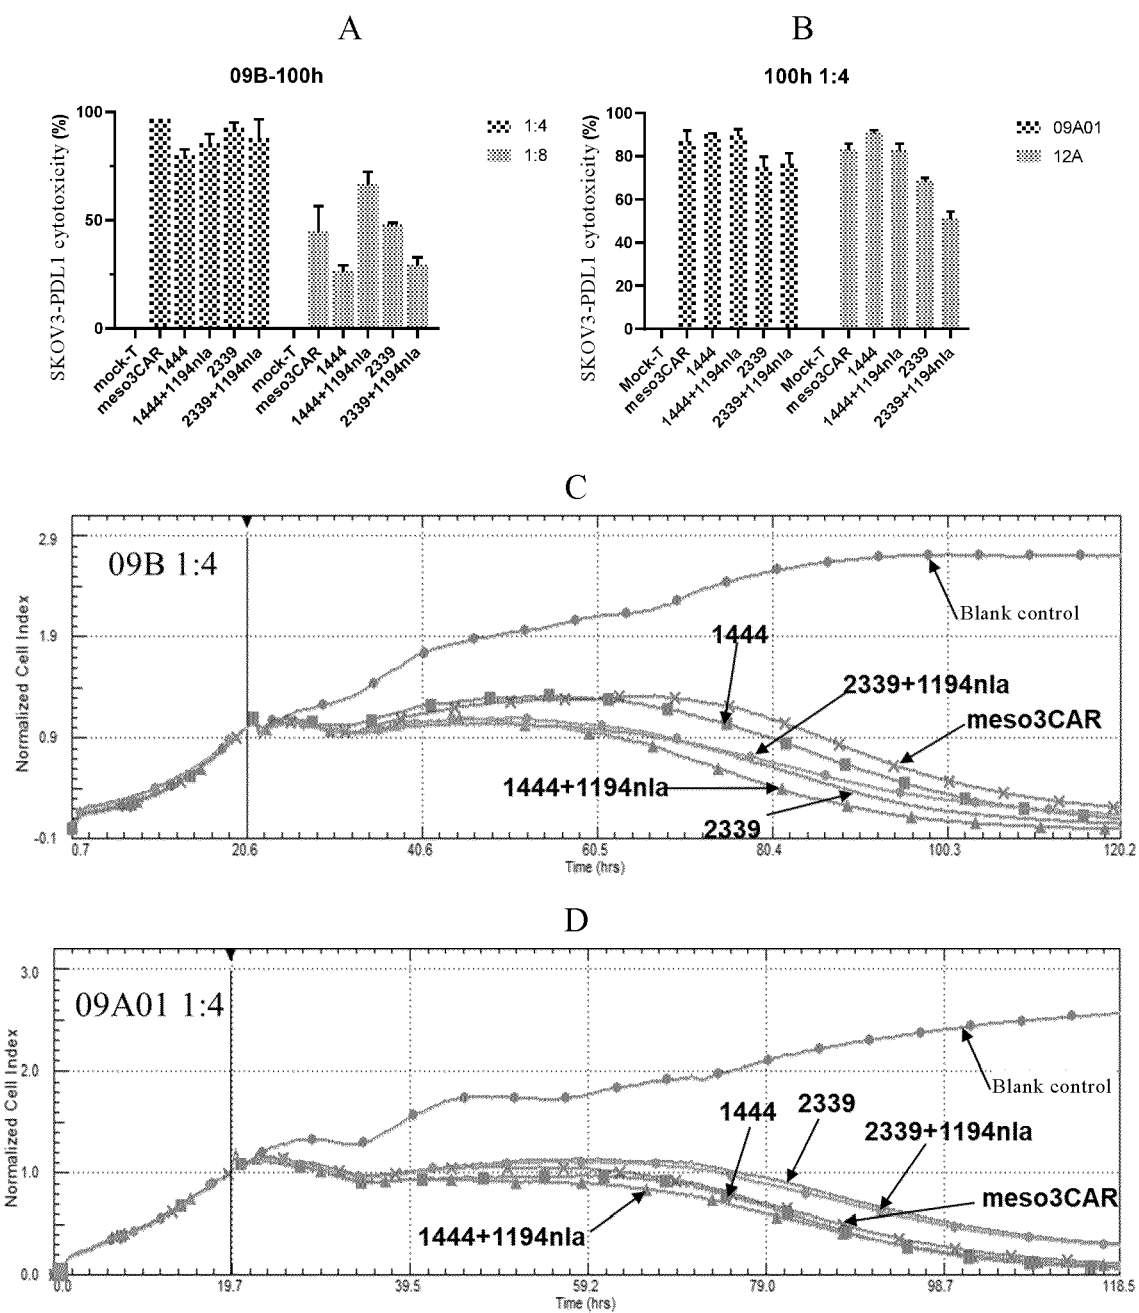 A
B
09B-100h
100h 1:4
SKOV3-PDL1 cytotoxicity (%)
100
50
0
1:4
1:8
mock-T
meso3CAR
1444
1444+1194nla
2339
2339+1194nla
mock-T
meso3CAR
1444
1444+1194nla
2339
2339+1194nla
SKOV3-PDL1 cytotoxicity (%)
100
80
60
40
20
0
09A01
12A
Mock-T
meso3CAR
1444
1444+1194nla
2339
2339+1194nla
Mock-T
meso3CAR
1444
1444+1194nla
2339
2339+1194nla
C
Normalized Cell Index
2.9
1.9
0.9
-0.1
09B 1:4
Blank control
1444
2339+1194nla
meso3CAR
1444+1194nla
2339
0.7
20.6
40.6
60.5
80.4
100.3
120.2
Time (hrs)
D
Normalized Cell Index
3.0
2.0
1.0
0.0
09A01 1:4
Blank control
1444
2339
2339+1194nla
meso3CAR
1444+1194nla
0.0
19.7
39.5
59.2
79.0
98.7
118.5
Time (hrs)